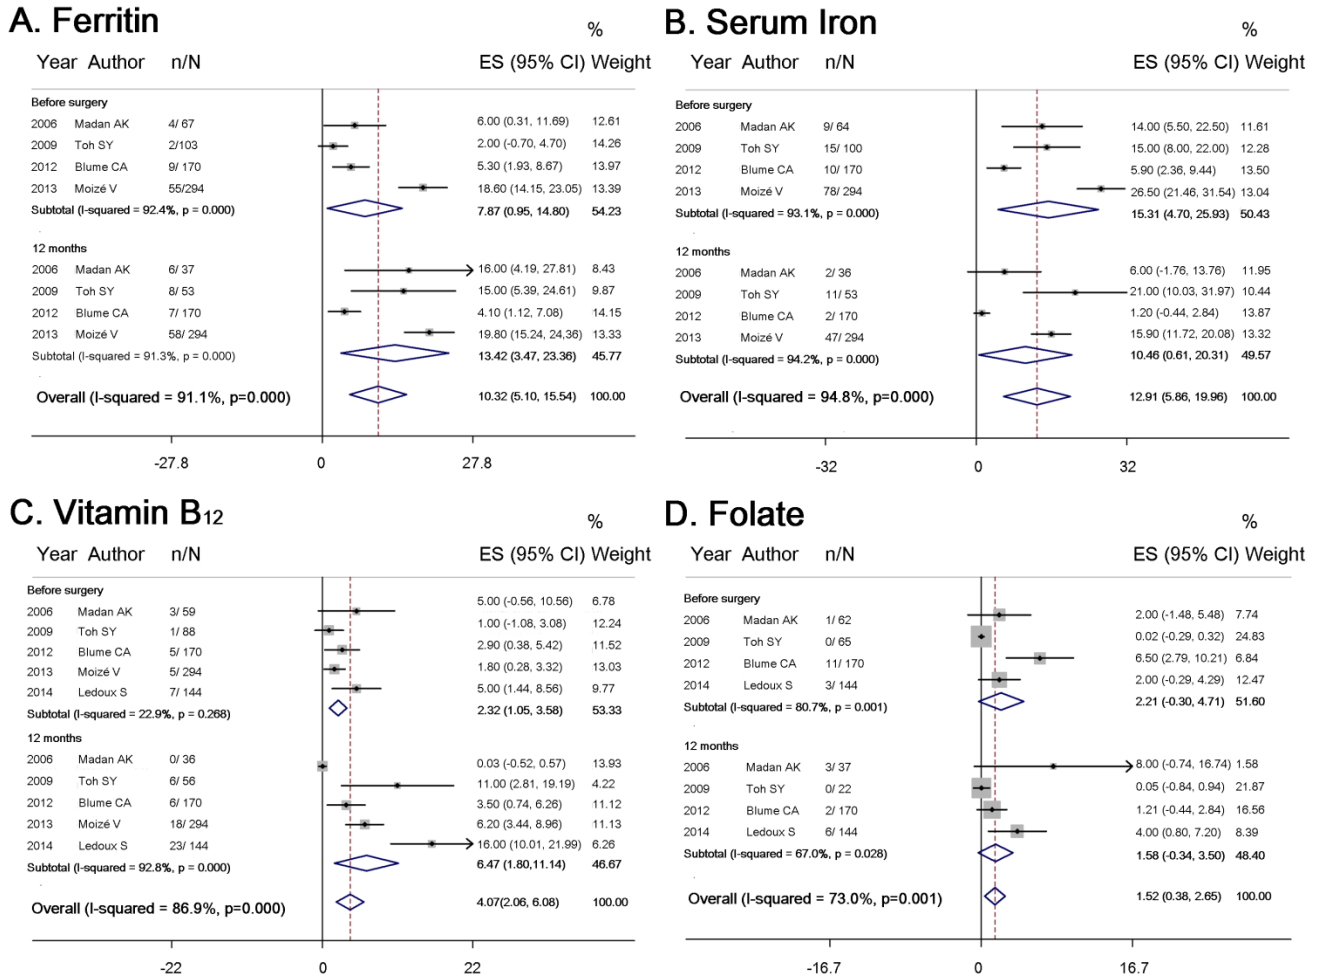 A. Ferritin
%
Year Author n/N ES (95% CI) Weight
Before surgery
2006 Madan AK 4/ 67 6.00 (0.31, 11.69) 12.61
2009 Toh SY 2/103 2.00 (-0.70, 4.70) 14.26
2012 Blume CA 9/ 170 5.30 (1.93, 8.67) 13.97
2013 Moizé V 55/294 18.60 (14.15, 23.05) 13.39
Subtotal (I-squared = 92.4%, p = 0.000) 7.87 (0.95, 14.80) 54.23
12 months
2006 Madan AK 6/ 37 16.00 (4.19, 27.81) 8.43
2009 Toh SY 8/ 53 15.00 (5.39, 24.61) 9.87
2012 Blume CA 7/ 170 4.10 (1.12, 7.08) 14.15
2013 Moizé V 58/ 294 19.80 (15.24, 24.36) 13.33
Subtotal (I-squared = 91.3%, p = 0.000) 13.42 (3.47, 23.36) 45.77
Overall (I-squared = 91.1%, p=0.000) 10.32 (5.10, 15.54) 100.00
-27.8 0 27.8
B. Serum Iron
%
Year Author n/N ES (95% CI) Weight
Before surgery
2006 Madan AK 9/ 64 14.00 (5.50, 22.50) 11.61
2009 Toh SY 15/ 100 15.00 (8.00, 22.00) 12.28
2012 Blume CA 10/ 170 5.90 (2.36, 9.44) 13.50
2013 Moizé V 78/ 294 26.50 (21.46, 31.54) 13.04
Subtotal (I-squared = 93.1%, p = 0.000) 15.31 (4.70, 25.93) 50.43
12 months
2006 Madan AK 2/ 36 6.00 (-1.76, 13.76) 11.95
2009 Toh SY 11/ 53 21.00 (10.03, 31.97) 10.44
2012 Blume CA 2/ 170 1.20 (-0.44, 2.84) 13.87
2013 Moizé V 47/ 294 15.90 (11.72, 20.08) 13.32
Subtotal (I-squared = 94.2%, p = 0.000) 10.46 (0.61, 20.31) 49.57
Overall (I-squared = 94.8%, p=0.000) 12.91 (5.86, 19.96) 100.00
-32 0 32
C. Vitamin B12
%
Year Author n/N ES (95% CI) Weight
Before surgery
2006 Madan AK 3/ 59 5.00 (-0.56, 10.56) 6.78
2009 Toh SY 1/ 88 1.00 (-1.08, 3.08) 12.24
2012 Blume CA 5/ 170 2.90 (0.38, 5.42) 11.52
2013 Moizé V 5/ 294 1.80 (0.28, 3.32) 13.03
2014 Ledoux S 7/ 144 5.00 (1.44, 8.56) 9.77
Subtotal (I-squared = 22.9%, p = 0.268) 2.32 (1.05, 3.58) 53.33
12 months
2006 Madan AK 0/ 36 0.03 (-0.52, 0.57) 13.93
2009 Toh SY 6/ 56 11.00 (2.81, 19.19) 4.22
2012 Blume CA 6/ 170 3.50 (0.74, 6.26) 11.12
2013 Moizé V 18/ 294 6.20 (3.44, 8.96) 11.13
2014 Ledoux S 23/ 144 16.00 (10.01, 21.99) 6.26
Subtotal (I-squared = 92.8%, p = 0.000) 6.47 (1.80,11.14) 46.67
Overall (I-squared = 86.9%, p=0.000) 4.07(2.06, 6.08) 100.00
-22 0 22
D. Folate
%
Year Author n/N ES (95% CI) Weight
Before surgery
2006 Madan AK 1/ 62 2.00 (-1.48, 5.48) 7.74
2009 Toh SY 0/ 65 0.02 (-0.29, 0.32) 24.83
2012 Blume CA 11/ 170 6.50 (2.79, 10.21) 6.84
2014 Ledoux S 3/ 144 2.00 (-0.29, 4.29) 12.47
Subtotal (I-squared = 80.7%, p = 0.001) 2.21 (-0.30, 4.71) 51.60
12 months
2006 Madan AK 3/ 37 8.00 (-0.74, 16.74) 1.58
2009 Toh SY 0/ 22 0.05 (-0.84, 0.94) 21.87
2012 Blume CA 2/ 170 1.21 (-0.44, 2.84) 16.56
2014 Ledoux S 6/ 144 4.00 (0.80, 7.20) 8.39
Subtotal (I-squared = 67.0%, p = 0.028) 1.58 (-0.34, 3.50) 48.40
Overall (I-squared = 73.0%, p=0.001) 1.52 (0.38, 2.65) 100.00
-16.7 0 16.7